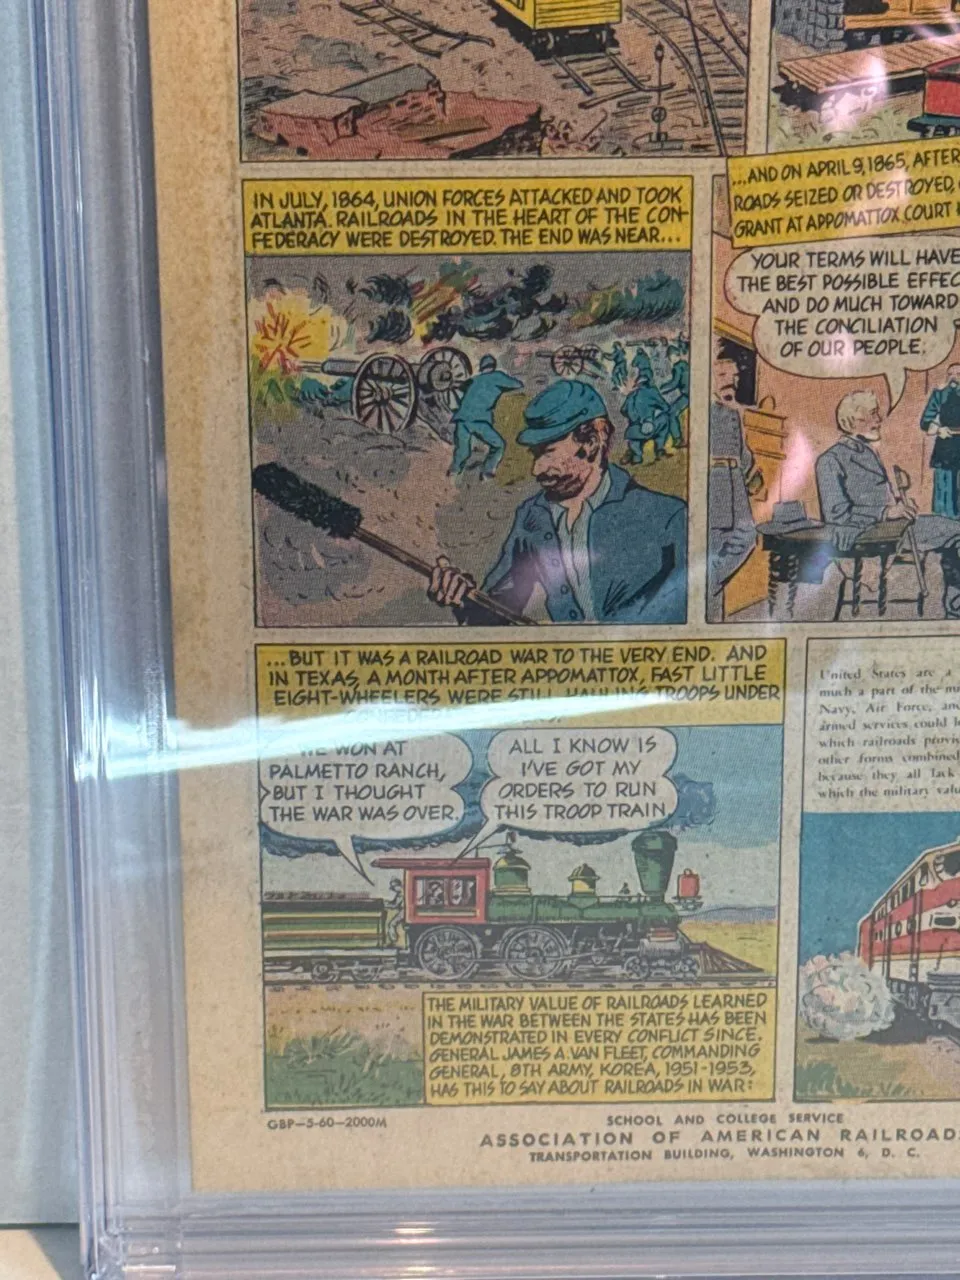 IN JULY, 1864, UNION FORCES ATTACKED AND TOOK
ATLANTA. RAILROADS IN THE HEART OF THE CON-
FEDERACY WERE DESTROYED. THE END WAS NEAR...
...AND ON APRIL 9, 1865, AFTER
ROADS SEIZED OR DESTROYED,
GRANT AT APPOMATTOX COURT
YOUR TERMS WILL HAVE
THE BEST POSSIBLE EFFEC
AND DO MUCH TOWARD
THE CONCILIATION
OF OUR PEOPLE.
...BUT IT WAS A RAILROAD WAR TO THE VERY END. AND
IN TEXAS, A MONTH AFTER APPOMATTOX, FAST LITTLE
EIGHT-WHEELERS WERE STILL HAULING TROOPS UNDER
WE WON AT
PALMETTO RANCH,
BUT I THOUGHT
THE WAR WAS OVER.
ALL I KNOW IS
I'VE GOT MY
ORDERS TO RUN
THIS TROOP TRAIN.
THE MILITARY VALUE OF RAILROADS LEARNED
IN THE WAR BETWEEN THE STATES HAS BEEN
DEMONSTRATED IN EVERY CONFLICT SINCE.
GENERAL JAMES A. VAN FLEET, COMMANDING
GENERAL, 8TH ARMY, KOREA, 1951-1953,
HAS THIS TO SAY ABOUT RAILROADS IN WAR:
United States are a
much a part of the
Navy, Air Force, and
armed services could
which railroads
other forms combined
because they all lack
which the military
GBP-5-60-2000M
SCHOOL AND COLLEGE SERVICE
ASSOCIATION OF AMERICAN RAILROADS
TRANSPORTATION BUILDING, WASHINGTON 6, D. C.